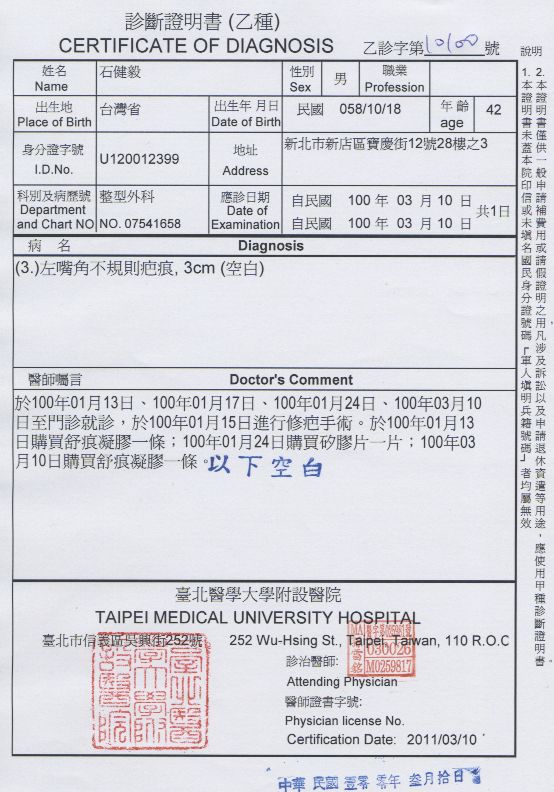 診斷證明書 (乙種)
CERTIFICATE OF DIAGNOSIS 乙診字第10100號
姓名 Name 石健毅 性別 Sex 男 職業 Profession
出生地 Place of Birth 台灣省 出生年月日 Date of Birth 民國 058/10/18 年齡 age 42
身分證字號 I.D.No. U120012399 地址 Address 新北市新店區寶慶街12號28樓之3
科別及病歷號 Department and Chart NO 整型外科 NO. 07541658 應診日期 Date of Examination 自民國 100 年 03 月 10 日
自民國 100 年 03 月 10 日 共1日
病 名 Diagnosis
(3.)左嘴角不規則疤痕, 3cm (空白)
醫師囑言 Doctor's Comment
於100年01月13日、100年01月17日、100年01月24日、100年03月10
日至門診就診，於100年01月15日進行修疤手術。於100年01月13
日購買舒痕凝膠一條；100年01月24日購買矽膠片一片；100年03
月10日購買舒痕凝膠一條。以下空白
臺北醫學大學附設醫院
TAIPEI MEDICAL UNIVERSITY HOSPITAL
臺北市信義區吳興街252號 252 Wu-Hsing St., Taipei, Taiwan, 110 R.O.C
診治醫師:
Attending Physician
030026
M0259817
醫師證書字號:
Physician license No.
Certification Date: 2011/03/10
中華 民國 壹零零年 叁月拾日
說明
1.本證明書未蓋本院印信或未填名國民身分證號碼『軍人填明兵籍號碼』者均屬無效
2.本證明書僅供一般申請補費用或請假證明之用，凡涉及訴訟以及申請退休資遣等用途，應使用甲種診斷證明書。